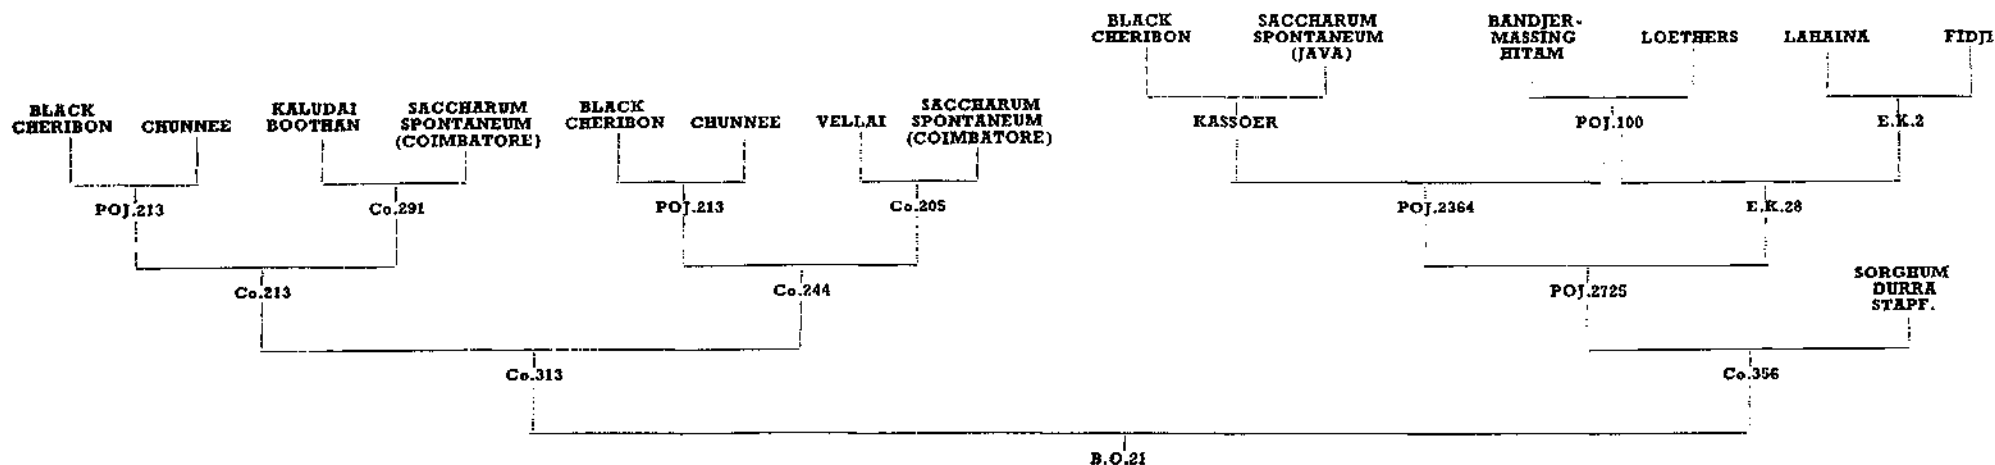 BLACK
CHERIBON
SACCHARUM
SPONTANEUM
(JAVA)
BANDJER-
MASSING
HITAM
LOETHERS
LAHAINA
FIDJI
BLACK
CHERIBON
CHUNNEE
KALUDAI
BOOTHAN
SACCHARUM
SPONTANEUM
(COIMBATORE)
BLACK
CHERIBON
CHUNNEE
VELLAI
SACCHARUM
SPONTANEUM
(COIMBATORE)
KASSOER
POJ.100
E.K.2
POJ.213
Co.291
POJ.213
Co.205
POJ.2364
E.K.28
Co.213
Co.244
POJ.2725
SORGHUM
DURRA
STAPF.
Co.313
Co.356
B.O.21